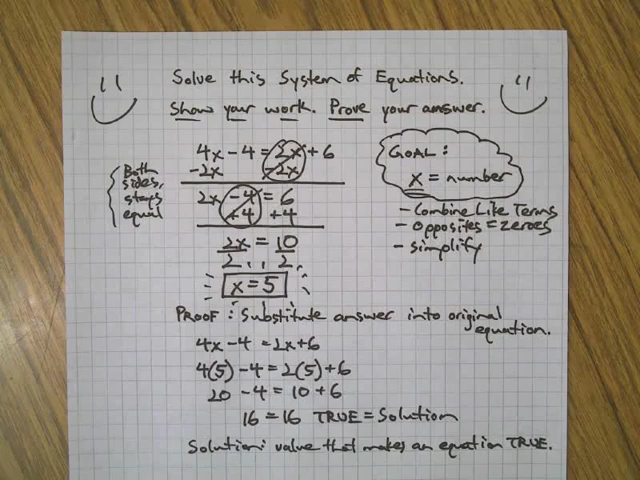 Solve this System of Equations.
Show your work. Prove your answer.
4x - 4 = 2x + 6
-2x -2x
2x - 4 = 6
+4 +4
2x = 10
2 2
x = 5
Both
sides,
stays
equal
GOAL:
x = number
- Combine Like Terms
- opposites = zeroes
- simplify
PROOF: Substitute answer into original
equation.
4x - 4 = 2x + 6
4(5) - 4 = 2(5) + 6
20 - 4 = 10 + 6
16 = 16 TRUE = Solution
Solution: value that makes an equation TRUE.